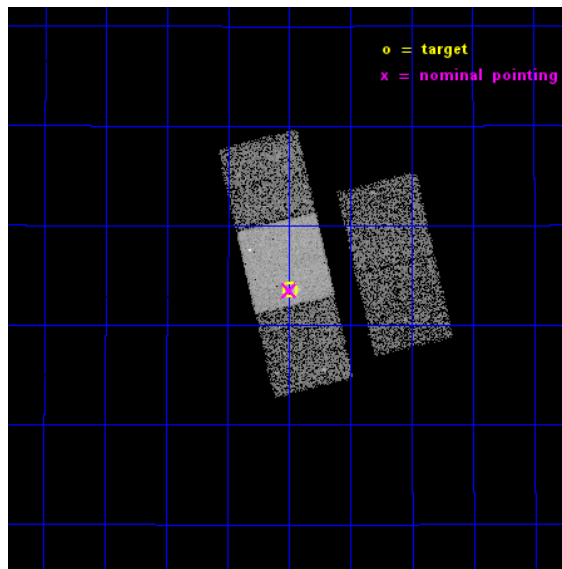 o = target
x = nominal pointing